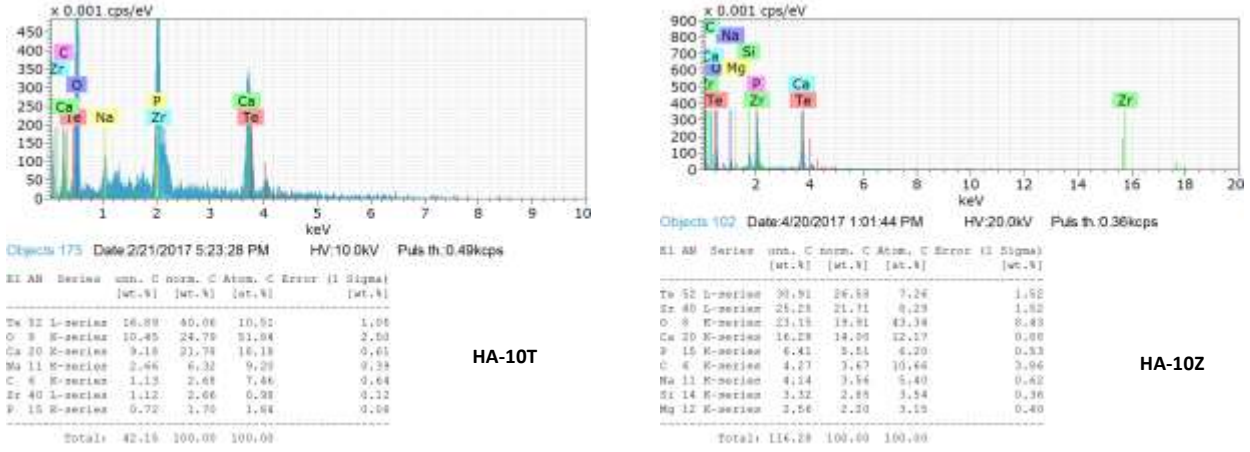 x 0.001 cps/eV
450
400
350
300
250
200
150
100
50
0
C
Zr
O
Ca
Te
Na
P
Zr
Ca
Te
1 2 3 4 5 6 7 8 9 10
keV
Objects 175 Date:2/21/2017 5:23:28 PM HV:10.0kV Puls th.:0.49kcps
El AN Series unn. C norm. C Atom. C Error (1 Sigma)
[wt.%] [wt.%] [at.%] [wt.%]
Te 52 L-series 16.89 40.06 10.51 1.08
O 8 K-series 10.45 24.79 51.84 2.50
Ca 20 K-series 9.18 21.78 18.18 0.61
Na 11 K-series 2.66 6.32 9.20 0.39
C 6 K-series 1.13 2.68 7.46 0.64
Zr 40 L-series 1.12 2.66 0.98 0.12
P 15 K-series 0.72 1.70 1.84 0.06
Total: 42.16 100.00 100.00
HA-10T
x 0.001 cps/eV
900
800
700
600
500
400
300
200
100
0
C
Na
Ca
Si
Mg
Te
P
Zr
Ca
Te
Zr
2 4 6 8 10 12 14 16 18 20
keV
Objects 102 Date:4/20/2017 1:01:44 PM HV:20.0kV Puls th.:0.36kcps
El AN Series unn. C norm. C Atom. C Error (1 Sigma)
[wt.%] [wt.%] [at.%] [wt.%]
Te 52 L-series 30.91 26.58 7.26 1.52
Zr 40 L-series 25.25 21.71 8.29 1.52
O 8 K-series 23.15 19.91 43.34 8.43
Ca 20 K-series 16.28 14.00 12.17
P 15 K-series 6.41 5.51 6.20 0.53
C 6 K-series 4.27 3.67 10.66 3.96
Na 11 K-series 4.14 3.56 5.40 0.62
Si 14 K-series 3.32 2.85 3.54 0.36
Mg 12 K-series 2.56 2.20 3.15 0.40
Total: 116.28 100.00 100.00
HA-10Z